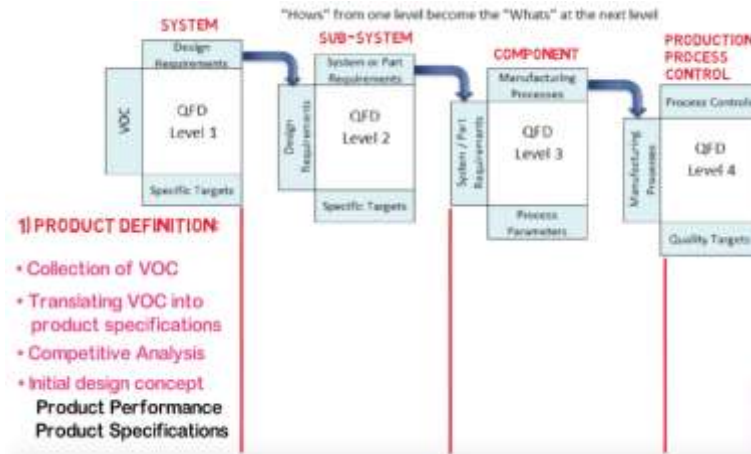 "Hows" from one level become the "Whats" at the next level
SYSTEM
Design
Requirements
VOC
QFD
Level 1
Specific Targets
SUB-SYSTEM
System or Part
Requirements
Design
Requirements
QFD
Level 2
Specific Targets
COMPONENT
Manufacturing
Processes
System / Part
Requirements
QFD
Level 3
Process
Parameters
PRODUCTION
PROCESS
CONTROL
Process Controls
Manufacturing
Processes
QFD
Level 4
Quality Targets
1) PRODUCT DEFINITION:
• Collection of VOC
• Translating VOC into
product specifications
• Competitive Analysis
• Initial design concept
Product Performance
Product Specifications